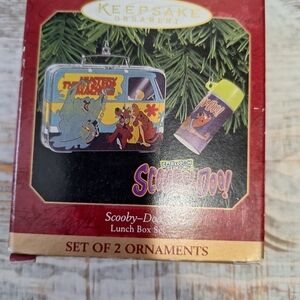 KEEPSAKE
ORNAMENT
MYSTERY
MACHINE
SCOOBY-DOO!
Scooby-Doo
Lunch Box Set
SET OF 2 ORNAMENTS